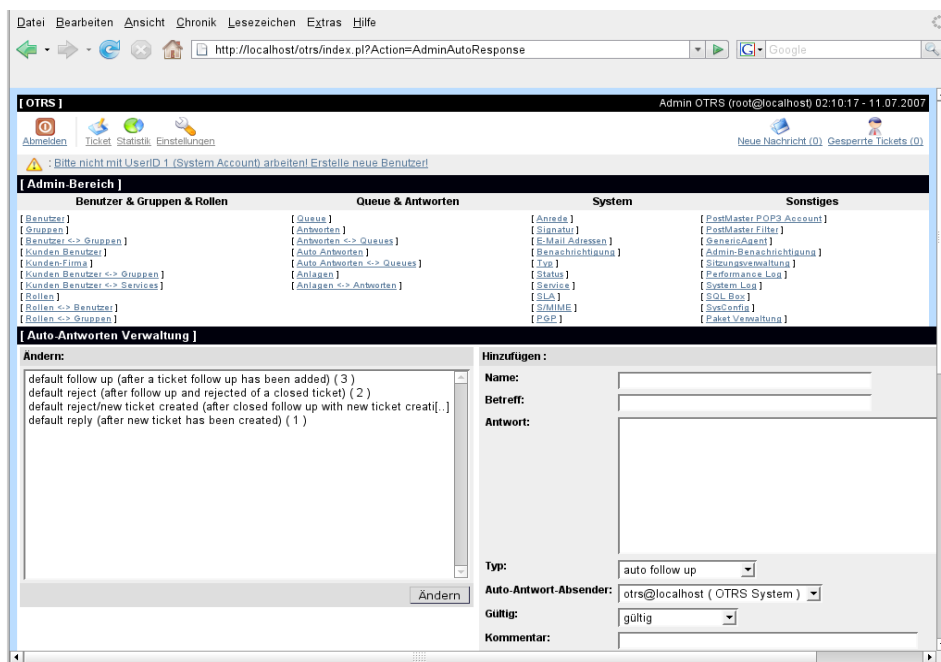 Datei Bearbeiten Ansicht Chronik Lesezeichen Extras Hilfe
http://localhost/otrs/index.pl?Action=AdminAutoResponse
G Google
[ OTRS ]
Admin OTRS (root@localhost) 02:10:17 - 11.07.2007
Abmelden Ticket Statistik Einstellungen
Neue Nachricht (0) Gesperrte Tickets (0)
: Bitte nicht mit UserID 1 (System Account) arbeiten! Erstelle neue Benutzer!
[ Admin-Bereich ]
Benutzer & Gruppen & Rollen
[ Benutzer ]
[ Gruppen ]
[ Benutzer <-> Gruppen ]
[ Kunden Benutzer ]
[ Kunden-Firma ]
[ Kunden Benutzer <-> Gruppen ]
[ Kunden Benutzer <-> Services ]
[ Rollen ]
[ Rollen <-> Benutzer ]
[ Rollen <-> Gruppen ]
Queue & Antworten
[ Queue ]
[ Antworten ]
[ Antworten <-> Queues ]
[ Auto Antworten ]
[ Auto Antworten <-> Queues ]
[ Anlagen ]
[ Anlagen <-> Antworten ]
System
[ Anrede ]
[ Signatur ]
[ E-Mail Adressen ]
[ Benachrichtigung ]
[ Typ ]
[ Status ]
[ Service ]
[ SLA ]
[ S/MIME ]
[ PGP ]
Sonstiges
[ PostMaster POP3 Account ]
[ PostMaster Filter ]
[ GenericAgent ]
[ Admin-Benachrichtigung ]
[ Sitzungsverwaltung ]
[ Performance Log ]
[ System Log ]
[ SQL Box ]
[ SysConfig ]
[ Paket Verwaltung ]
[ Auto-Antworten Verwaltung ]
Ändern:
default follow up (after a ticket follow up has been added) ( 3 )
default reject (after follow up and rejected of a closed ticket) ( 2 )
default reject/new ticket created (after closed follow up with new ticket creati[..]
default reply (after new ticket has been created) ( 1 )
Ändern
Hinzufügen :
Name:
Betreff:
Antwort:
Typ: auto follow up
Auto-Antwort-Absender: otrs@localhost ( OTRS System )
Gültig: gültig
Kommentar: